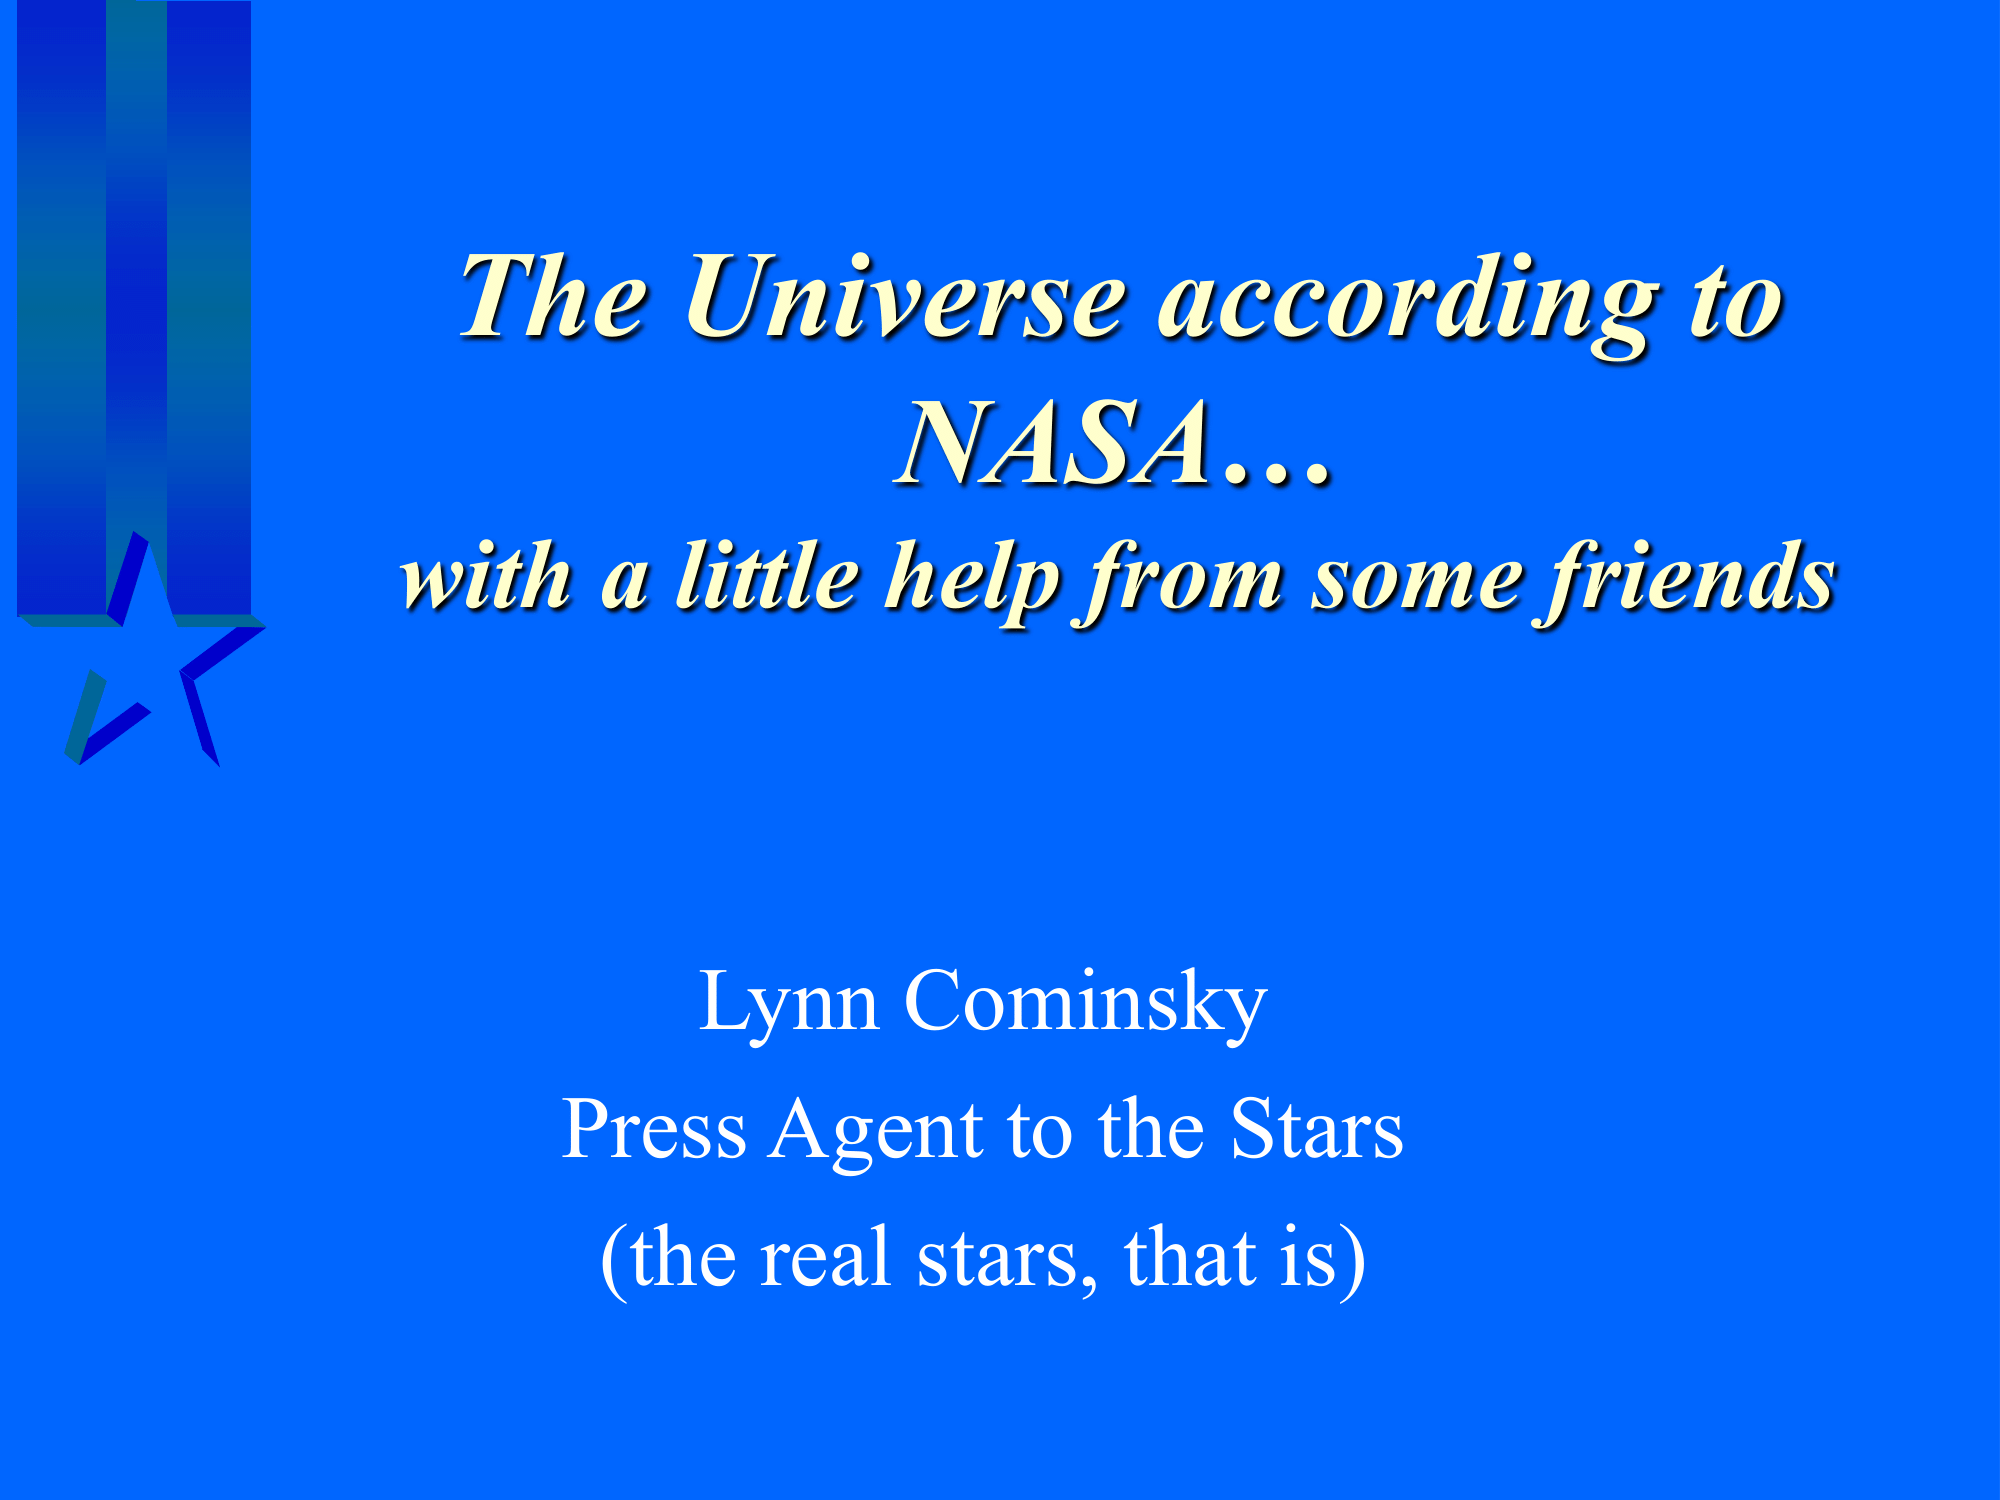 The Universe according to
NASA…
with a little help from some friends
Lynn Cominsky
Press Agent to the Stars
(the real stars, that is)